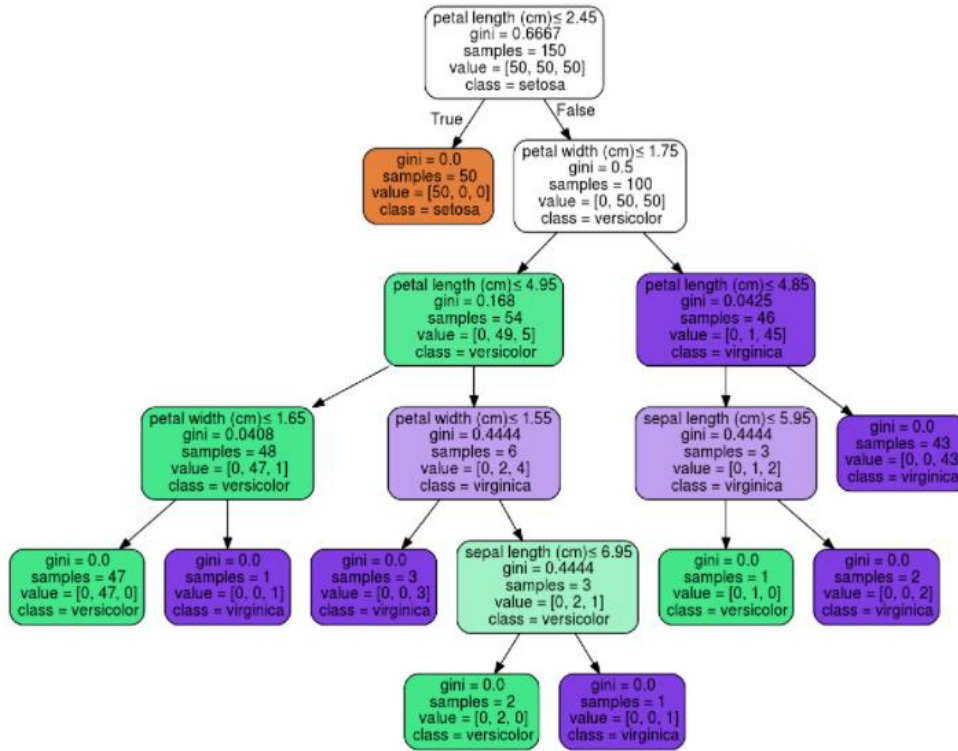 petal length (cm)≤ 2.45
gini = 0.6667
samples = 150
value = [50, 50, 50]
class = setosa
True
False
gini = 0.0
samples = 50
value = [50, 0, 0]
class = setosa
petal width (cm)≤ 1.75
gini = 0.5
samples = 100
value = [0, 50, 50]
class = versicolor
petal length (cm)≤ 4.95
gini = 0.168
samples = 54
value = [0, 49, 5]
class = versicolor
petal length (cm)≤ 4.85
gini = 0.0425
samples = 46
value = [0, 1, 45]
class = virginica
petal width (cm)≤ 1.65
gini = 0.0408
samples = 48
value = [0, 47, 1]
class = versicolor
petal width (cm)≤ 1.55
gini = 0.4444
samples = 6
value = [0, 2, 4]
class = virginica
sepal length (cm)≤ 5.95
gini = 0.4444
samples = 3
value = [0, 1, 2]
class = virginica
gini = 0.0
samples = 43
value = [0, 0, 43]
class = virginica
gini = 0.0
samples = 47
value = [0, 47, 0]
class = versicolor
gini = 0.0
samples = 1
value = [0, 0, 1]
class = virginica
gini = 0.0
samples = 3
value = [0, 0, 3]
class = virginica
sepal length (cm)≤ 6.95
gini = 0.4444
samples = 3
value = [0, 2, 1]
class = versicolor
gini = 0.0
samples = 1
value = [0, 1, 0]
class = versicolor
gini = 0.0
samples = 2
value = [0, 0, 2]
class = virginica
gini = 0.0
samples = 2
value = [0, 2, 0]
class = versicolor
gini = 0.0
samples = 1
value = [0, 0, 1]
class = virginica